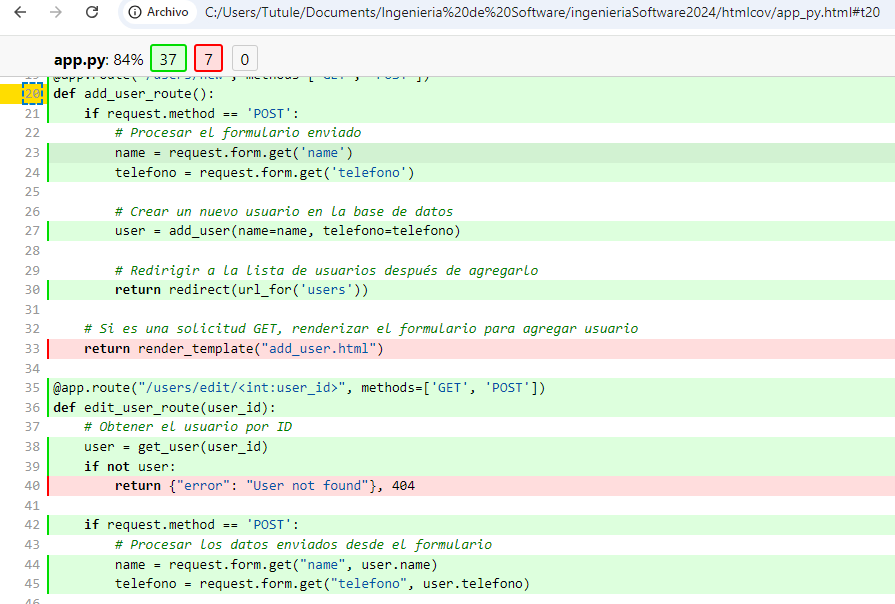 Archivo C:/Users/Tutule/Documents/Ingenieria%20de%20Software/ingenieriaSoftware2024/htmlcov/app_py.html#t20
app.py: 84% 37 7 0
19 @app.route("/users/new", methods=['GET', 'POST'])
20 def add_user_route():
21 if request.method == 'POST':
22 # Procesar el formulario enviado
23 name = request.form.get('name')
24 telefono = request.form.get('telefono')
25
26 # Crear un nuevo usuario en la base de datos
27 user = add_user(name=name, telefono=telefono)
28
29 # Redirigir a la lista de usuarios después de agregarlo
30 return redirect(url_for('users'))
31
32 # Si es una solicitud GET, renderizar el formulario para agregar usuario
33 return render_template("add_user.html")
34
35 @app.route("/users/edit/<int:user_id>", methods=['GET', 'POST'])
36 def edit_user_route(user_id):
37 # Obtener el usuario por ID
38 user = get_user(user_id)
39 if not user:
40 return {"error": "User not found"}, 404
41
42 if request.method == 'POST':
43 # Procesar los datos enviados desde el formulario
44 name = request.form.get("name", user.name)
45 telefono = request.form.get("telefono", user.telefono)
46